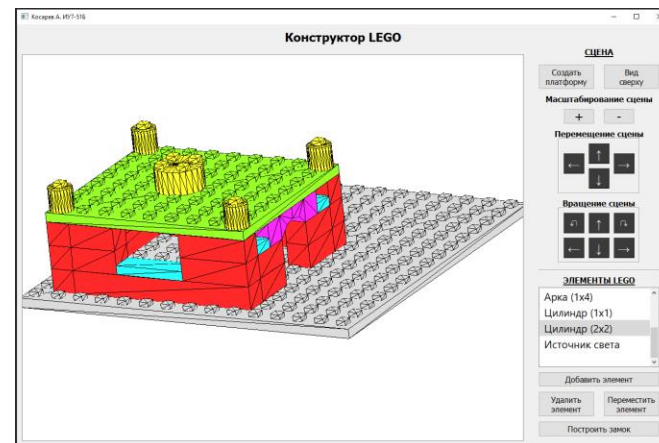 Косарев А. ИУ7-51Б
Конструктор LEGO
СЦЕНА
Создать
платформу
Вид
сверху
Масштабирование сцены
+
-
Перемещение сцены
↑
← →
↓
Вращение сцены
↶ ↑ ↷
← ↓ →
ЭЛЕМЕНТЫ LEGO
Арка (1x4)
Цилиндр (1x1)
Цилиндр (2x2)
Источник света
Добавить элемент
Удалить
элемент
Переместить
элемент
Построить замок